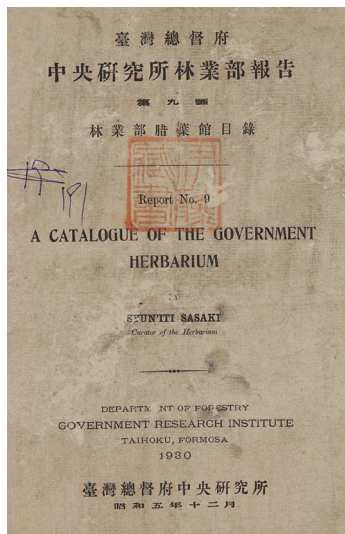 臺灣總督府
中央研究所林業部報告
第九號
林業部腊葉館目錄
Report No. 9
A CATALOGUE OF THE GOVERNMENT
HERBARIUM
BY
SYUN'ITI SASAKI
Curator of the Herbarium
DEPARTMENT OF FORESTRY
GOVERNMENT RESEARCH INSTITUTE
TAIHOKU, FORMOSA
1930
臺灣總督府中央研究所
昭和五年十二月